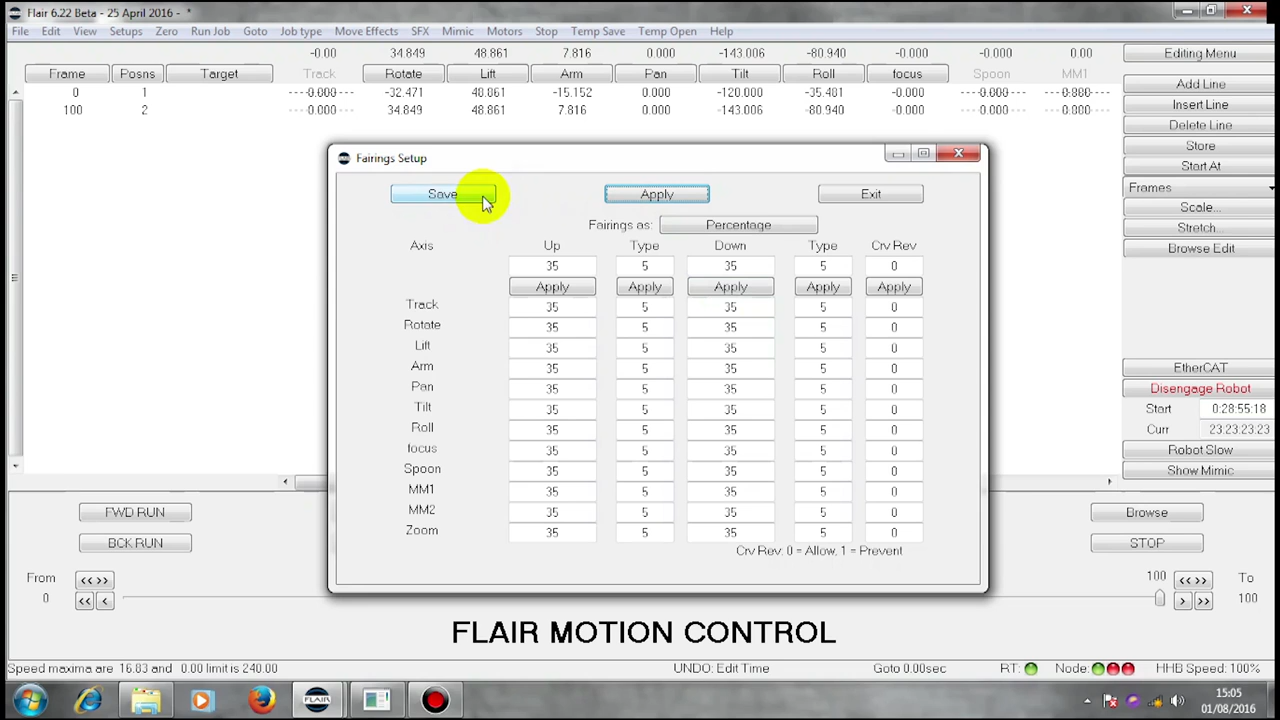 Flair 6.22 Beta - 25 April 2016 - *
File Edit View Setups Zero Run Job Goto Job type Move Effects SFX Mimic Motors Stop Temp Save Temp Open Help
-0.00 34.849 48.861 7.816 0.000 -143.006 -80.940 -0.000 -0.000 0.00
Frame Posns Target Track Rotate Lift Arm Pan Tilt Roll focus Spoon MM1
0 1 0.000 -32.471 48.861 -15.152 0.000 -120.000 -35.401 -0.000 0.000 0.000
100 2 0.000 34.849 48.861 7.816 0.000 -143.006 -80.940 -0.000 0.000 0.000
Editing Menu
Add Line
Insert Line
Delete Line
Store
Start At
Frames
Scale...
Stretch...
Browse Edit
Fairings Setup
Save Apply Exit
Fairings as: Percentage
Axis Up Type Down Type Crv Rev
35 5 35 5 0
Apply Apply Apply Apply Apply
Track 35 5 35 5 0
Rotate 35 5 35 5 0
Lift 35 5 35 5 0
Arm 35 5 35 5 0
Pan 35 5 35 5 0
Tilt 35 5 35 5 0
Roll 35 5 35 5 0
focus 35 5 35 5 0
Spoon 35 5 35 5 0
MM1 35 5 35 5 0
MM2 35 5 35 5 0
Zoom 35 5 35 5 0
Crv Rev. 0 = Allow, 1 = Prevent
EtherCAT
Disengage Robot
Start 0:28:55:18
Curr 23.23.23.23
Robot Slow
Show Mimic
FWD RUN
BCK RUN
Browse
STOP
From << >> 100 << >> To
0 << < > >> 100
FLAIR MOTION CONTROL
Speed maxima are 16.83 and 0.00 limit is 240.00 UNDO: Edit Time Goto 0.00sec RT: Node: HHB Speed: 100%
FLAIR
15:05
01/08/2016